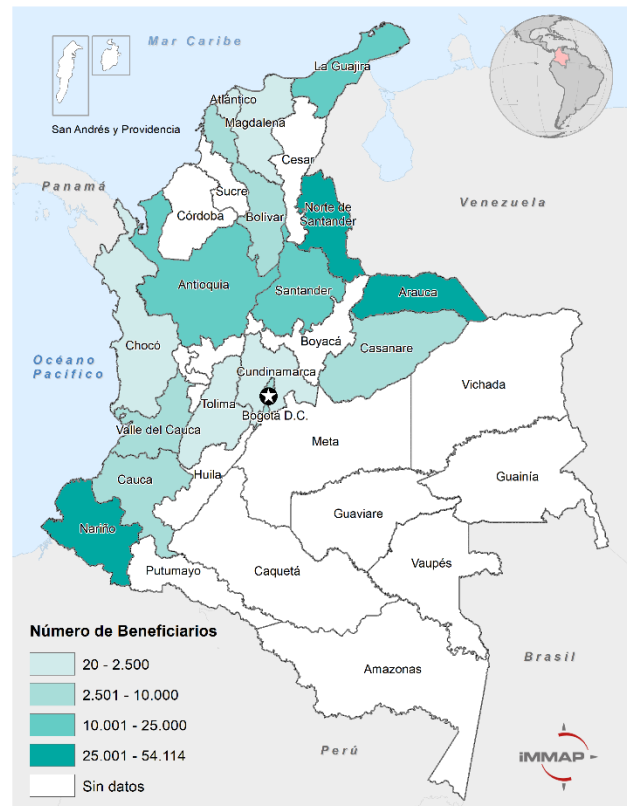 Mar Caribe
La Guajira
San Andrés y Providencia
Atlántico
Magdalena
Cesar
Panamá
Sucre
Córdoba
Bolívar
Norte de
Santander
Venezuela
Antioquia
Santander
Arauca
Boyacá
Casanare
Chocó
Océano
Pacífico
Cundinamarca
Vichada
Tolima
Bogotá D.C.
Valle del Cauca
Meta
Cauca
Huila
Guainía
Guaviare
Nariño
Putumayo
Caquetá
Vaupés
Amazonas
Brasil
Perú
Número de Beneficiarios
20 - 2.500
2.501 - 10.000
10.001 - 25.000
25.001 - 54.114
Sin datos
iMMAP